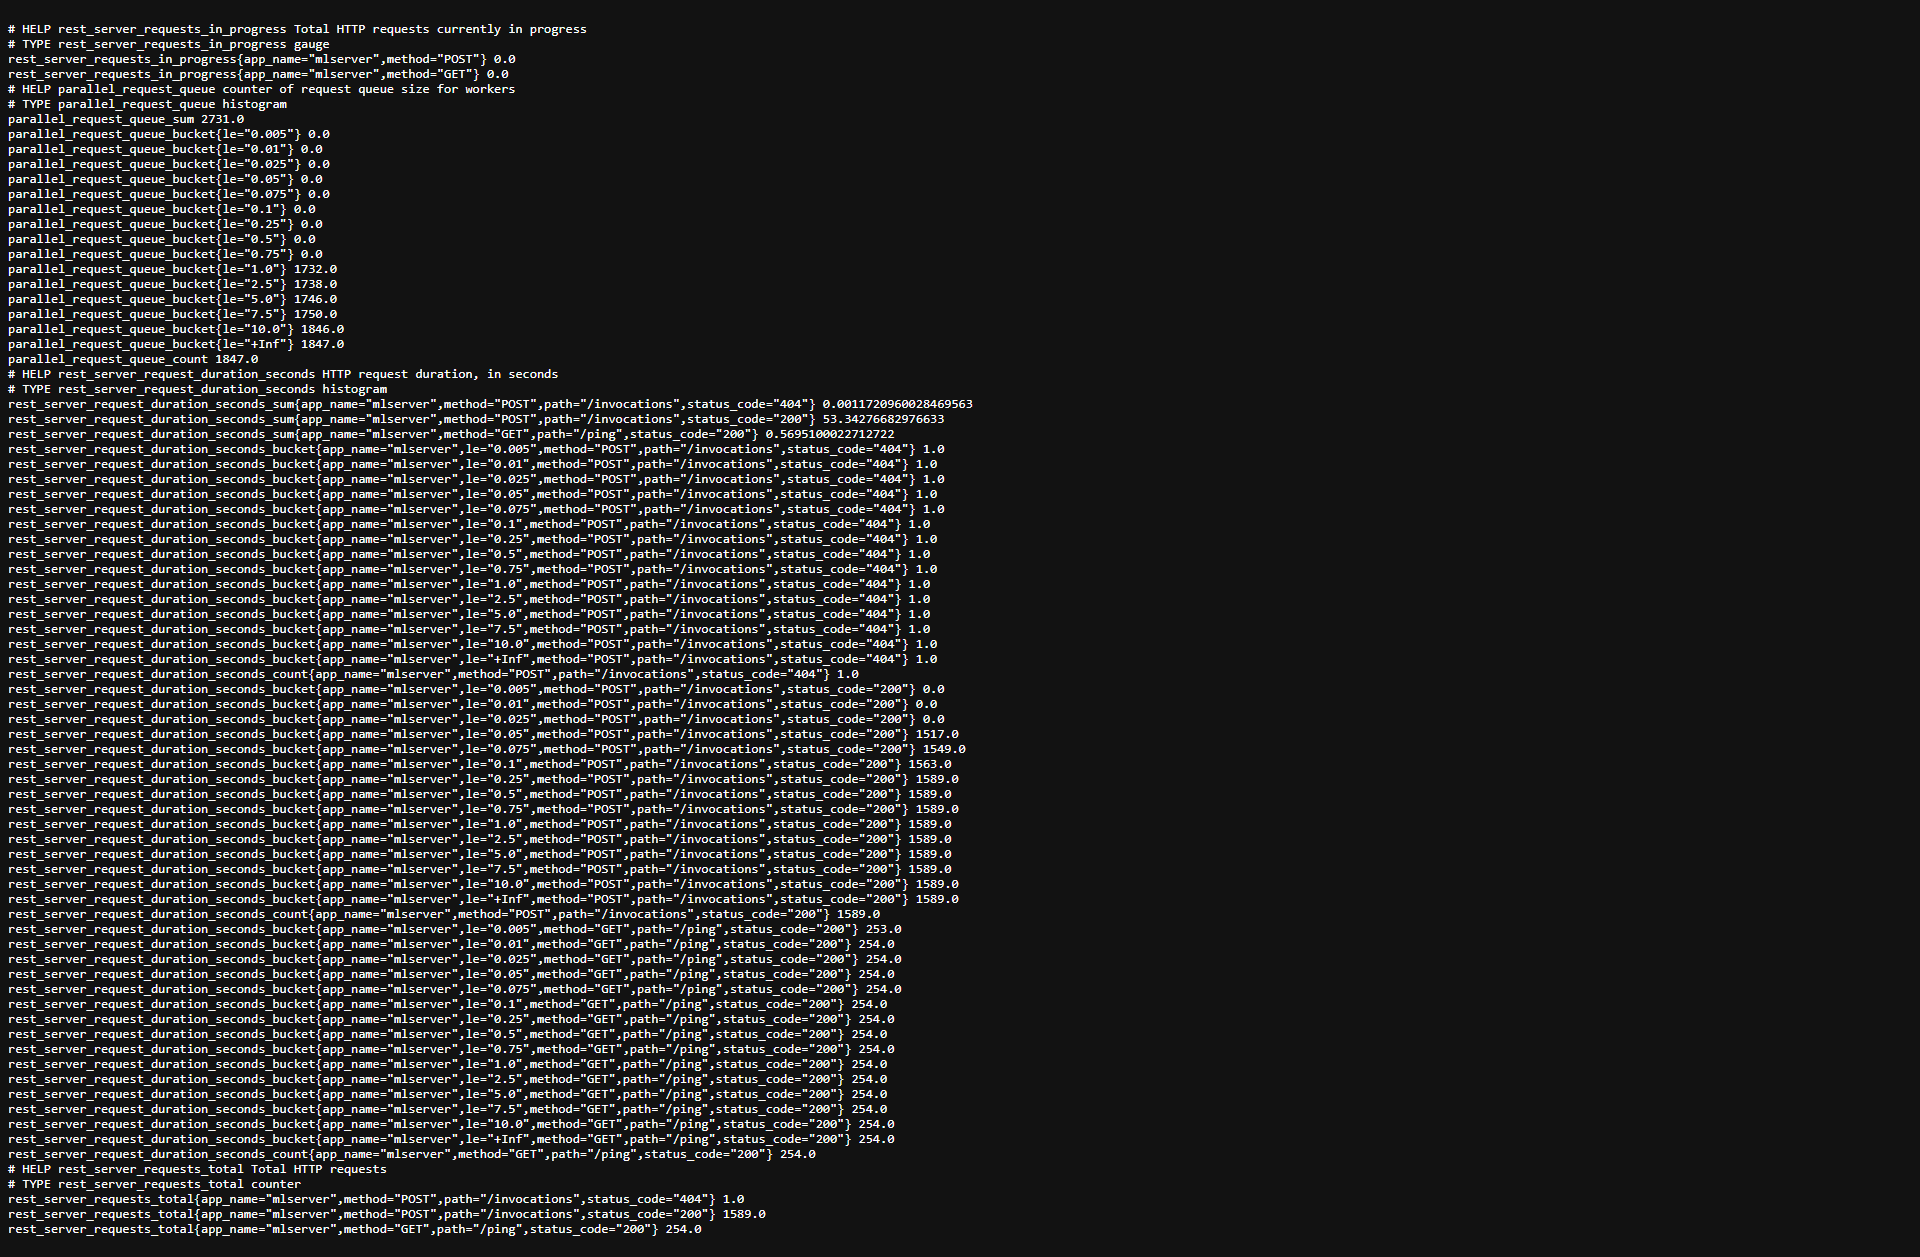 # HELP rest_server_requests_in_progress Total HTTP requests currently in progress
# TYPE rest_server_requests_in_progress gauge
rest_server_requests_in_progress{app_name="mlserver",method="POST"} 0.0
rest_server_requests_in_progress{app_name="mlserver",method="GET"} 0.0
# HELP parallel_request_queue counter of request queue size for workers
# TYPE parallel_request_queue histogram
parallel_request_queue_sum 2731.0
parallel_request_queue_bucket{le="0.005"} 0.0
parallel_request_queue_bucket{le="0.01"} 0.0
parallel_request_queue_bucket{le="0.025"} 0.0
parallel_request_queue_bucket{le="0.05"} 0.0
parallel_request_queue_bucket{le="0.075"} 0.0
parallel_request_queue_bucket{le="0.1"} 0.0
parallel_request_queue_bucket{le="0.25"} 0.0
parallel_request_queue_bucket{le="0.5"} 0.0
parallel_request_queue_bucket{le="0.75"} 0.0
parallel_request_queue_bucket{le="1.0"} 1732.0
parallel_request_queue_bucket{le="2.5"} 1738.0
parallel_request_queue_bucket{le="5.0"} 1746.0
parallel_request_queue_bucket{le="7.5"} 1750.0
parallel_request_queue_bucket{le="10.0"} 1846.0
parallel_request_queue_bucket{le="+Inf"} 1847.0
parallel_request_queue_count 1847.0
# HELP rest_server_request_duration_seconds HTTP request duration, in seconds
# TYPE rest_server_request_duration_seconds histogram
rest_server_request_duration_seconds_sum{app_name="mlserver",method="POST",path="/invocations",status_code="404"} 0.0011720960028469563
rest_server_request_duration_seconds_sum{app_name="mlserver",method="POST",path="/invocations",status_code="200"} 53.34276682976633
rest_server_request_duration_seconds_sum{app_name="mlserver",method="GET",path="/ping",status_code="200"} 0.5695100022712722
rest_server_request_duration_seconds_bucket{app_name="mlserver",le="0.005",method="POST",path="/invocations",status_code="404"} 1.0
rest_server_request_duration_seconds_bucket{app_name="mlserver",le="0.01",method="POST",path="/invocations",status_code="404"} 1.0
rest_server_request_duration_seconds_bucket{app_name="mlserver",le="0.025",method="POST",path="/invocations",status_code="404"} 1.0
rest_server_request_duration_seconds_bucket{app_name="mlserver",le="0.05",method="POST",path="/invocations",status_code="404"} 1.0
rest_server_request_duration_seconds_bucket{app_name="mlserver",le="0.075",method="POST",path="/invocations",status_code="404"} 1.0
rest_server_request_duration_seconds_bucket{app_name="mlserver",le="0.1",method="POST",path="/invocations",status_code="404"} 1.0
rest_server_request_duration_seconds_bucket{app_name="mlserver",le="0.25",method="POST",path="/invocations",status_code="404"} 1.0
rest_server_request_duration_seconds_bucket{app_name="mlserver",le="0.5",method="POST",path="/invocations",status_code="404"} 1.0
rest_server_request_duration_seconds_bucket{app_name="mlserver",le="0.75",method="POST",path="/invocations",status_code="404"} 1.0
rest_server_request_duration_seconds_bucket{app_name="mlserver",le="1.0",method="POST",path="/invocations",status_code="404"} 1.0
rest_server_request_duration_seconds_bucket{app_name="mlserver",le="2.5",method="POST",path="/invocations",status_code="404"} 1.0
rest_server_request_duration_seconds_bucket{app_name="mlserver",le="5.0",method="POST",path="/invocations",status_code="404"} 1.0
rest_server_request_duration_seconds_bucket{app_name="mlserver",le="7.5",method="POST",path="/invocations",status_code="404"} 1.0
rest_server_request_duration_seconds_bucket{app_name="mlserver",le="10.0",method="POST",path="/invocations",status_code="404"} 1.0
rest_server_request_duration_seconds_bucket{app_name="mlserver",le="+Inf",method="POST",path="/invocations",status_code="404"} 1.0
rest_server_request_duration_seconds_count{app_name="mlserver",method="POST",path="/invocations",status_code="404"} 1.0
rest_server_request_duration_seconds_bucket{app_name="mlserver",le="0.005",method="POST",path="/invocations",status_code="200"} 0.0
rest_server_request_duration_seconds_bucket{app_name="mlserver",le="0.01",method="POST",path="/invocations",status_code="200"} 0.0
rest_server_request_duration_seconds_bucket{app_name="mlserver",le="0.025",method="POST",path="/invocations",status_code="200"} 0.0
rest_server_request_duration_seconds_bucket{app_name="mlserver",le="0.05",method="POST",path="/invocations",status_code="200"} 1517.0
rest_server_request_duration_seconds_bucket{app_name="mlserver",le="0.075",method="POST",path="/invocations",status_code="200"} 1549.0
rest_server_request_duration_seconds_bucket{app_name="mlserver",le="0.1",method="POST",path="/invocations",status_code="200"} 1563.0
rest_server_request_duration_seconds_bucket{app_name="mlserver",le="0.25",method="POST",path="/invocations",status_code="200"} 1589.0
rest_server_request_duration_seconds_bucket{app_name="mlserver",le="0.5",method="POST",path="/invocations",status_code="200"} 1589.0
rest_server_request_duration_seconds_bucket{app_name="mlserver",le="0.75",method="POST",path="/invocations",status_code="200"} 1589.0
rest_server_request_duration_seconds_bucket{app_name="mlserver",le="1.0",method="POST",path="/invocations",status_code="200"} 1589.0
rest_server_request_duration_seconds_bucket{app_name="mlserver",le="2.5",method="POST",path="/invocations",status_code="200"} 1589.0
rest_server_request_duration_seconds_bucket{app_name="mlserver",le="5.0",method="POST",path="/invocations",status_code="200"} 1589.0
rest_server_request_duration_seconds_bucket{app_name="mlserver",le="7.5",method="POST",path="/invocations",status_code="200"} 1589.0
rest_server_request_duration_seconds_bucket{app_name="mlserver",le="10.0",method="POST",path="/invocations",status_code="200"} 1589.0
rest_server_request_duration_seconds_bucket{app_name="mlserver",le="+Inf",method="POST",path="/invocations",status_code="200"} 1589.0
rest_server_request_duration_seconds_count{app_name="mlserver",method="POST",path="/invocations",status_code="200"} 1589.0
rest_server_request_duration_seconds_bucket{app_name="mlserver",le="0.005",method="GET",path="/ping",status_code="200"} 253.0
rest_server_request_duration_seconds_bucket{app_name="mlserver",le="0.01",method="GET",path="/ping",status_code="200"} 254.0
rest_server_request_duration_seconds_bucket{app_name="mlserver",le="0.025",method="GET",path="/ping",status_code="200"} 254.0
rest_server_request_duration_seconds_bucket{app_name="mlserver",le="0.05",method="GET",path="/ping",status_code="200"} 254.0
rest_server_request_duration_seconds_bucket{app_name="mlserver",le="0.075",method="GET",path="/ping",status_code="200"} 254.0
rest_server_request_duration_seconds_bucket{app_name="mlserver",le="0.1",method="GET",path="/ping",status_code="200"} 254.0
rest_server_request_duration_seconds_bucket{app_name="mlserver",le="0.25",method="GET",path="/ping",status_code="200"} 254.0
rest_server_request_duration_seconds_bucket{app_name="mlserver",le="0.5",method="GET",path="/ping",status_code="200"} 254.0
rest_server_request_duration_seconds_bucket{app_name="mlserver",le="0.75",method="GET",path="/ping",status_code="200"} 254.0
rest_server_request_duration_seconds_bucket{app_name="mlserver",le="1.0",method="GET",path="/ping",status_code="200"} 254.0
rest_server_request_duration_seconds_bucket{app_name="mlserver",le="2.5",method="GET",path="/ping",status_code="200"} 254.0
rest_server_request_duration_seconds_bucket{app_name="mlserver",le="5.0",method="GET",path="/ping",status_code="200"} 254.0
rest_server_request_duration_seconds_bucket{app_name="mlserver",le="7.5",method="GET",path="/ping",status_code="200"} 254.0
rest_server_request_duration_seconds_bucket{app_name="mlserver",le="10.0",method="GET",path="/ping",status_code="200"} 254.0
rest_server_request_duration_seconds_bucket{app_name="mlserver",le="+Inf",method="GET",path="/ping",status_code="200"} 254.0
rest_server_request_duration_seconds_count{app_name="mlserver",method="GET",path="/ping",status_code="200"} 254.0
# HELP rest_server_requests_total Total HTTP requests
# TYPE rest_server_requests_total counter
rest_server_requests_total{app_name="mlserver",method="POST",path="/invocations",status_code="404"} 1.0
rest_server_requests_total{app_name="mlserver",method="POST",path="/invocations",status_code="200"} 1589.0
rest_server_requests_total{app_name="mlserver",method="GET",path="/ping",status_code="200"} 254.0